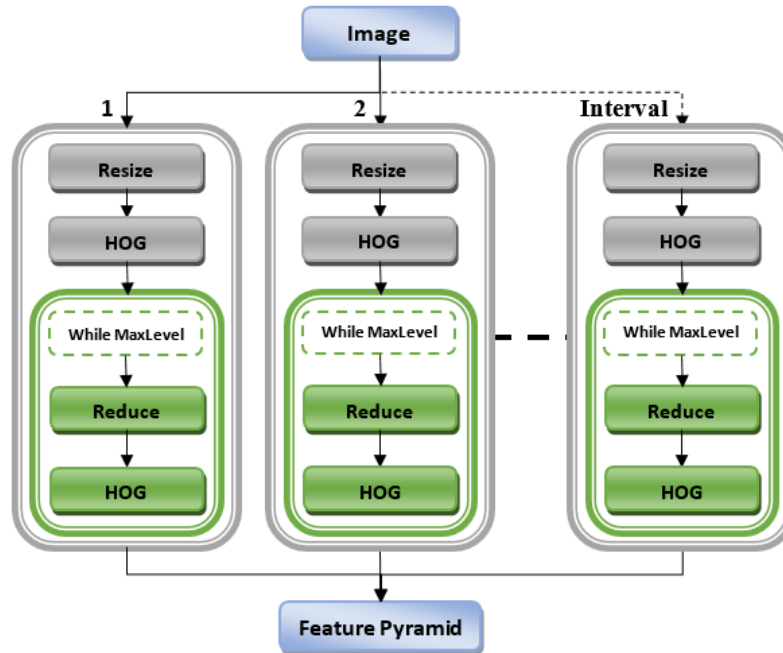 Image
1
2
Interval
Resize
Resize
Resize
HOG
HOG
HOG
While MaxLevel
While MaxLevel
While MaxLevel
Reduce
Reduce
Reduce
HOG
HOG
HOG
Feature Pyramid